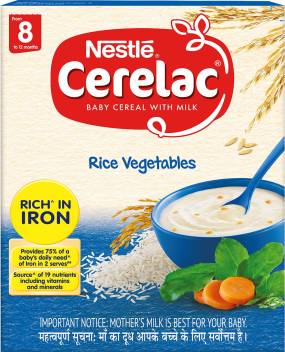 From
8
to 12 months
Nestlé®
Cerelac®
BABY CEREAL WITH MILK
Rice Vegetables
RICH^ IN
IRON
Provides 75% of a
baby's daily need*
of Iron in 2 serves**
Source* of 19 nutrients
including vitamins
and minerals
IMPORTANT NOTICE: MOTHER'S MILK IS BEST FOR YOUR BABY.
महत्वपूर्ण सूचना: माँ का दूध आपके बच्चे के लिए सर्वोत्तम है।